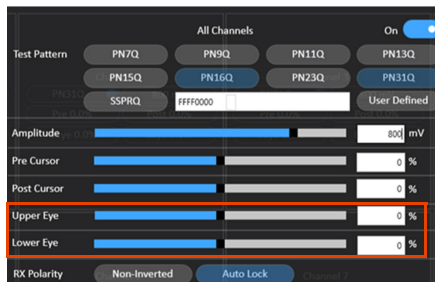 All Channels On
Test Pattern PN7Q PN9Q PN11Q PN13Q
PN15Q PN16Q PN23Q PN31Q
SSPRQ FFFF0000 User Defined
Amplitude 800 mV
Pre Cursor 0 %
Post Cursor 0 %
Upper Eye 0 %
Lower Eye 0 %
RX Polarity Non-Inverted Auto Lock Channel 7